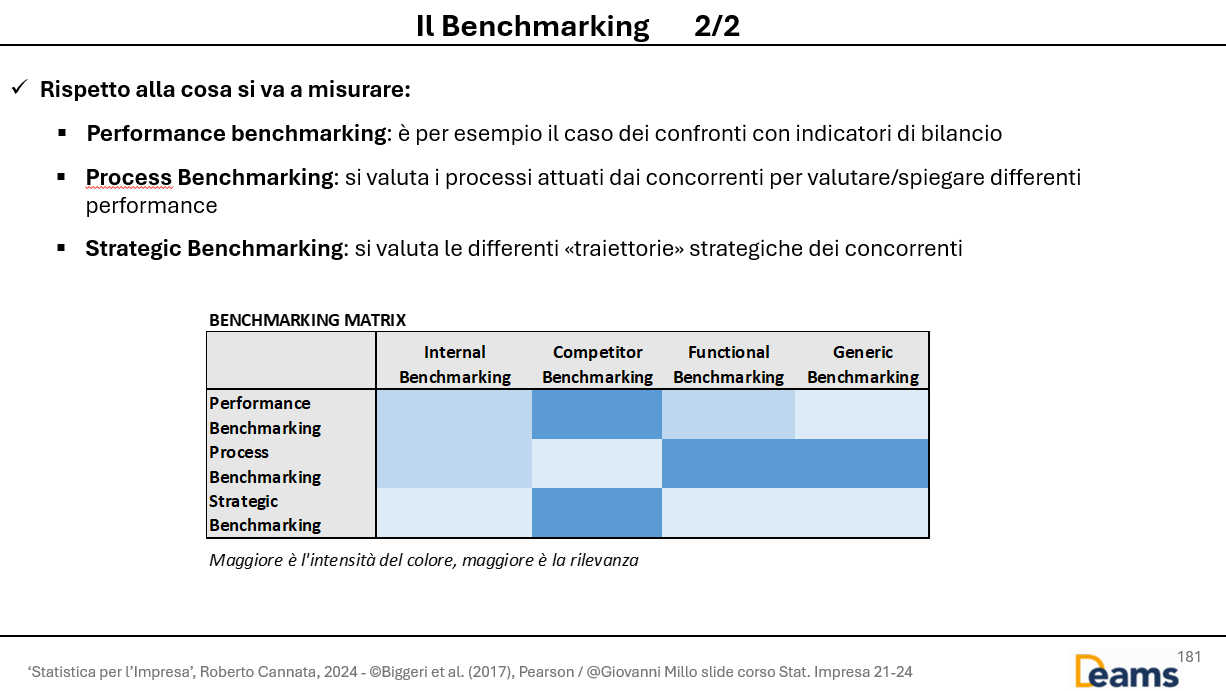 Il Benchmarking 2/2
✓ Rispetto alla cosa si va a misurare:
▪ Performance benchmarking: è per esempio il caso dei confronti con indicatori di bilancio
▪ Process Benchmarking: si valuta i processi attuati dai concorrenti per valutare/spiegare differenti
performance
▪ Strategic Benchmarking: si valuta le differenti «traiettorie» strategiche dei concorrenti
BENCHMARKING MATRIX
Internal Competitor Functional Generic
Benchmarking Benchmarking Benchmarking Benchmarking
Performance
Benchmarking
Process
Benchmarking
Strategic
Benchmarking
Maggiore è l'intensità del colore, maggiore è la rilevanza
‘Statistica per l’Impresa’, Roberto Cannata, 2024 - ©Biggeri et al. (2017), Pearson / @Giovanni Millo slide corso Stat. Impresa 21-24
Deams
181